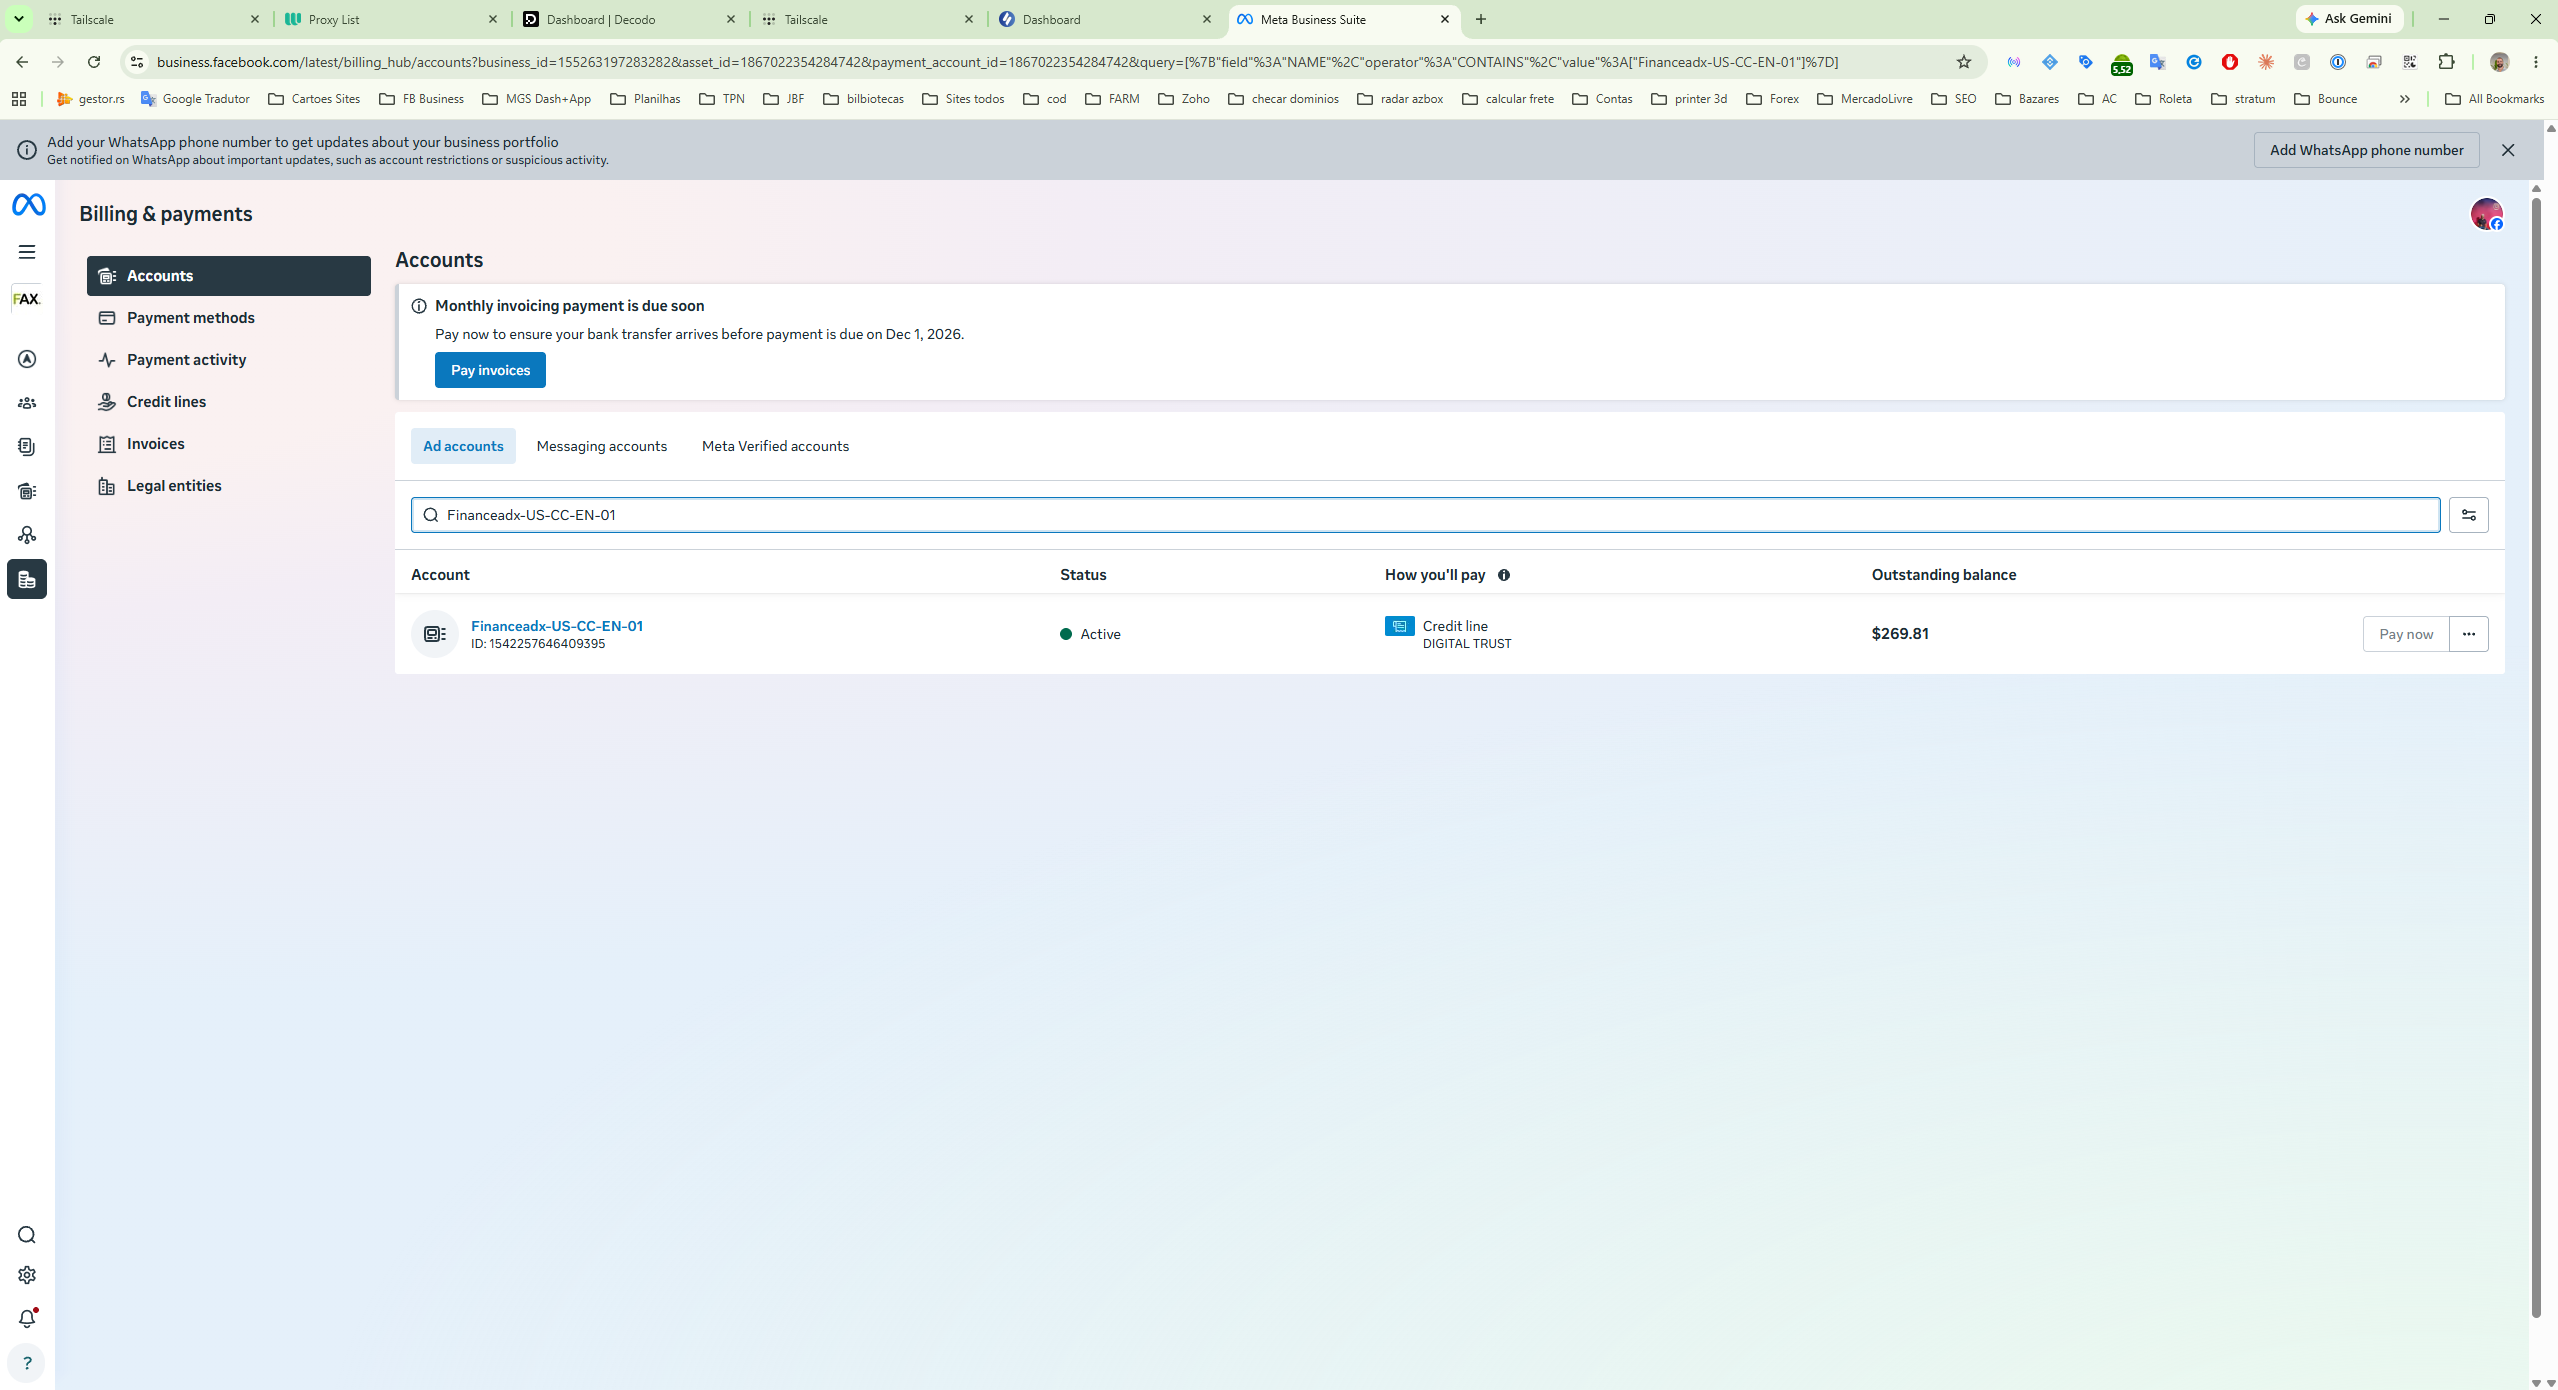 Tailscale
Proxy List
Dashboard | Decodo
Tailscale
Dashboard
Meta Business Suite
Ask Gemini
business.facebook.com/latest/billing_hub/accounts?business_id=155263197283282&asset_id=1867022354284742&payment_account_id=1867022354284742&query=[%7B"field"%3A"NAME"%2C"operator"%3A"CONTAINS"%2C"value"%3A["Financeadx-US-CC-EN-01"]%7D]
5,52
gestor.rs
Google Tradutor
Cartoes Sites
FB Business
MGS Dash+App
Planilhas
TPN
JBF
bilbiotecas
Sites todos
cod
FARM
Zoho
checar dominios
radar azbox
calcular frete
Contas
printer 3d
Forex
MercadoLivre
SEO
Bazares
AC
Roleta
stratum
Bounce
All Bookmarks
Add your WhatsApp phone number to get updates about your business portfolio
Get notified on WhatsApp about important updates, such as account restrictions or suspicious activity.
Add WhatsApp phone number
Billing & payments
FAX.
Accounts
Payment methods
Payment activity
Credit lines
Invoices
Legal entities
Accounts
Monthly invoicing payment is due soon
Pay now to ensure your bank transfer arrives before payment is due on Dec 1, 2026.
Pay invoices
Ad accounts
Messaging accounts
Meta Verified accounts
Financeadx-US-CC-EN-01
Account
Status
How you'll pay
Outstanding balance
Financeadx-US-CC-EN-01
ID: 1542257646409395
Active
Credit line
DIGITAL TRUST
$269.81
Pay now
?